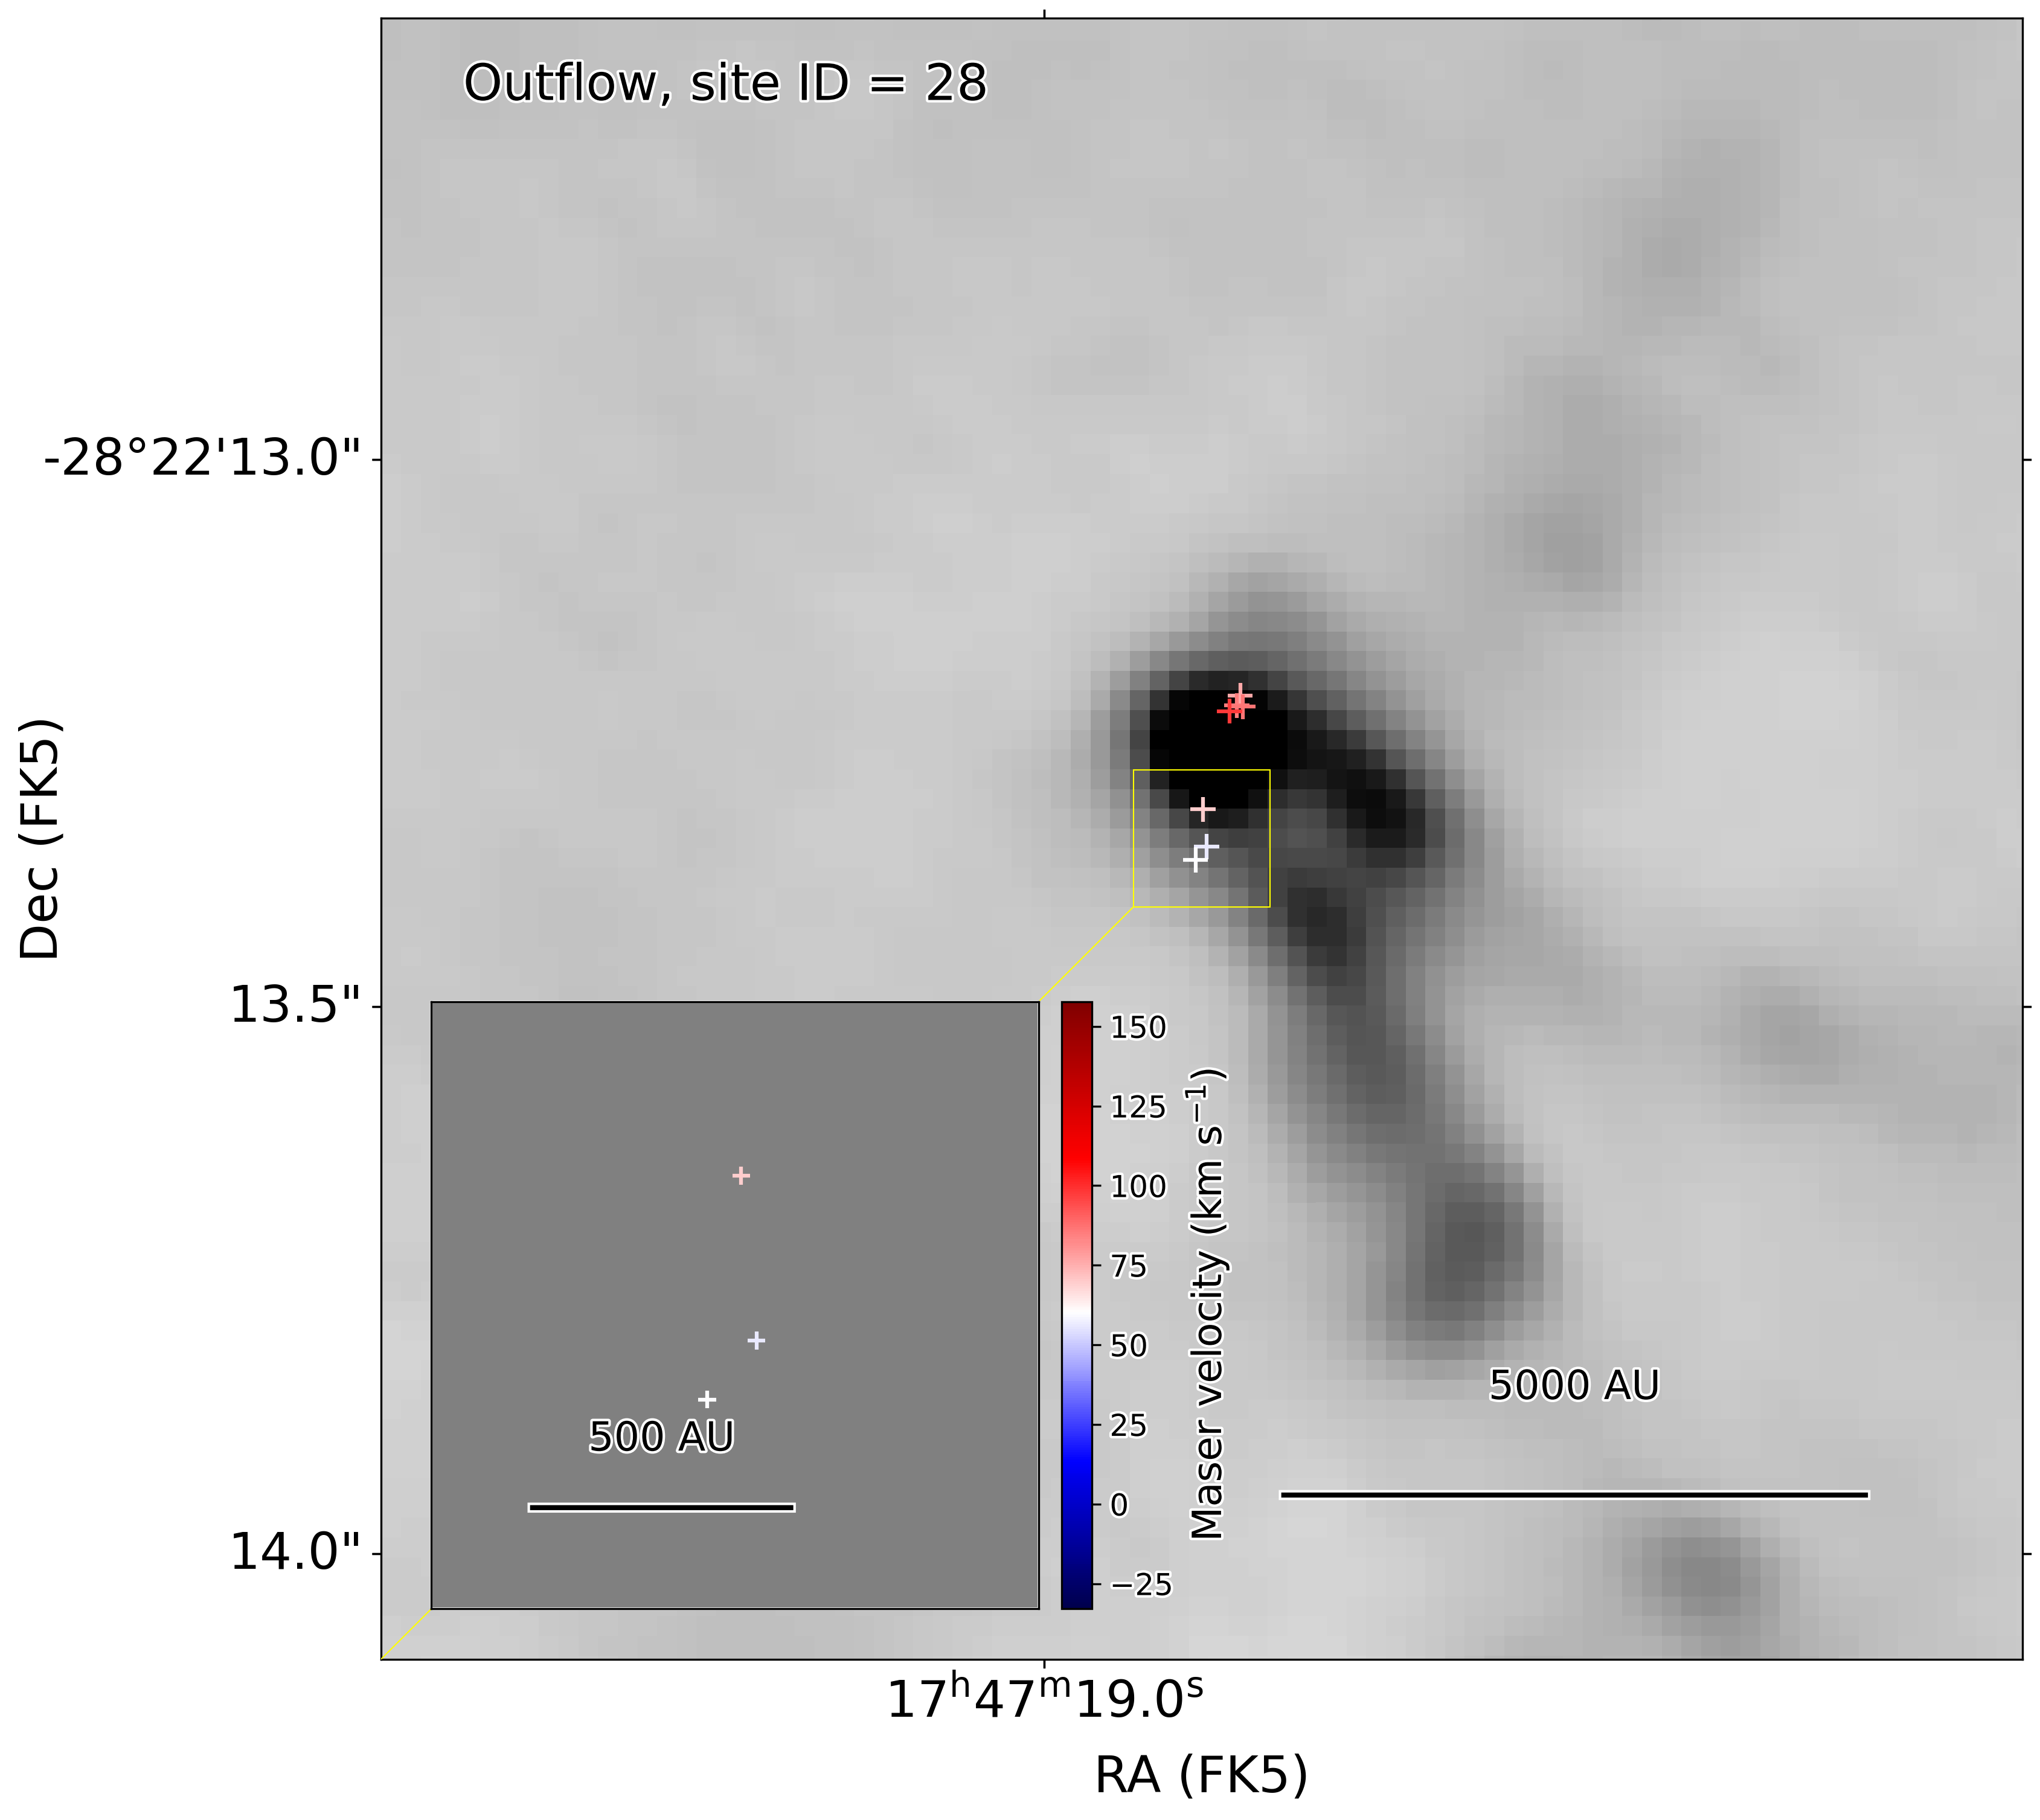 Outflow, site ID = 28
-28°22'13.0"
13.5"
14.0"
Dec (FK5)
17ʰ47ᵐ19.0ˢ
RA (FK5)
500 AU
5000 AU
150
125
100
75
50
25
0
−25
Maser velocity (km s⁻¹)